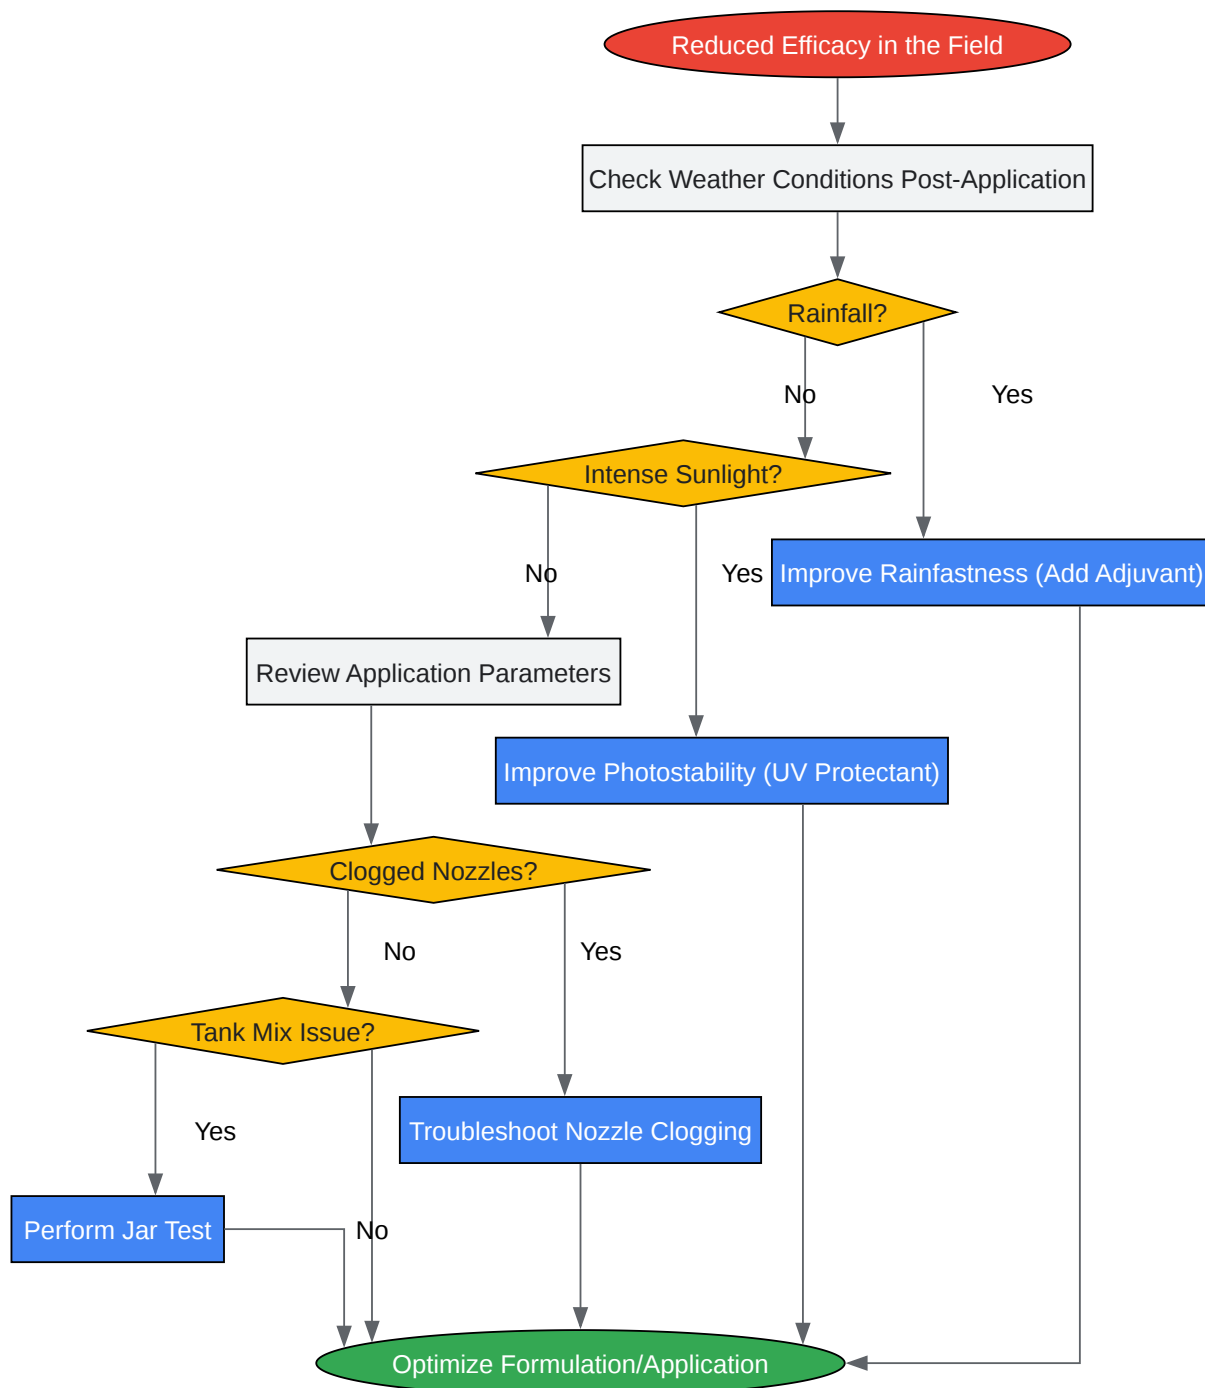 Reduced Efficacy in the Field
Check Weather Conditions Post-Application
Rainfall?
No
Yes
Intense Sunlight?
No
Yes
Improve Rainfastness (Add Adjuvant)
Review Application Parameters
Improve Photostability (UV Protectant)
Clogged Nozzles?
No
Yes
Tank Mix Issue?
Yes
Troubleshoot Nozzle Clogging
Perform Jar Test
No
Optimize Formulation/Application